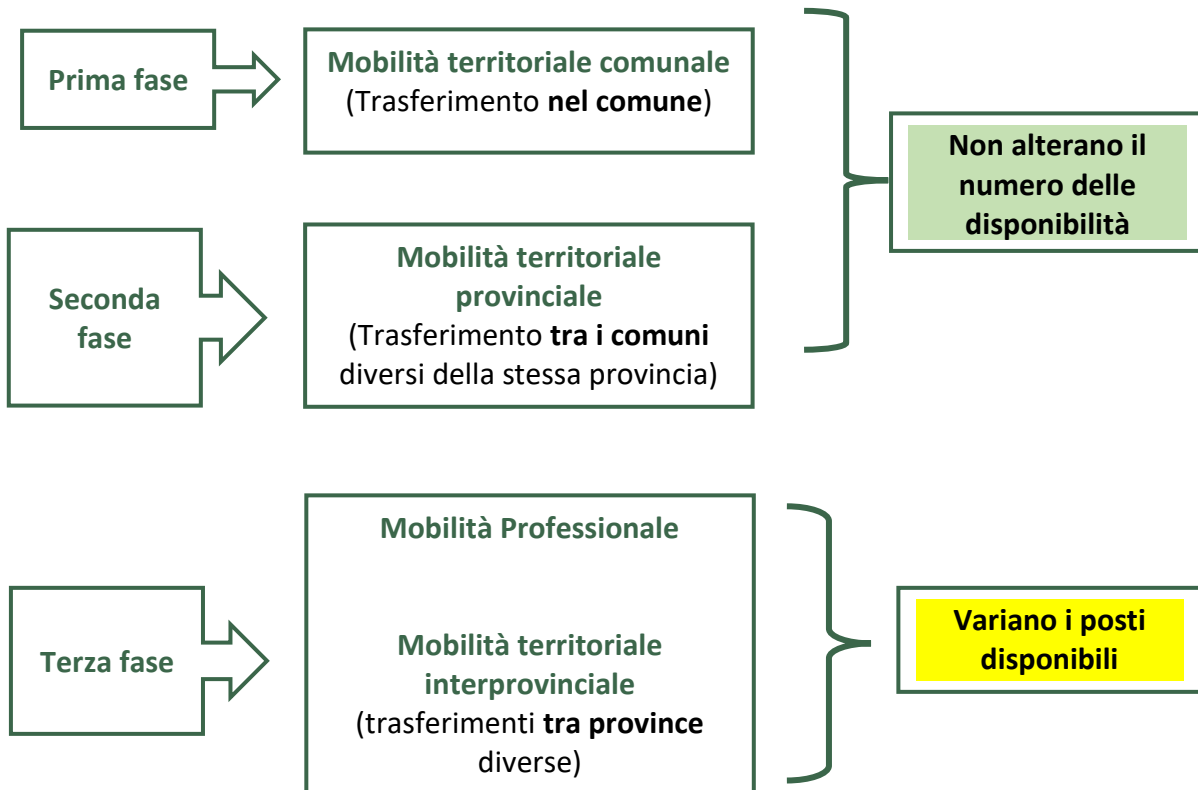 Prima fase
Mobilità territoriale comunale
(Trasferimento nel comune)
Non alterano il
numero delle
disponibilità
Seconda
fase
Mobilità territoriale
provinciale
(Trasferimento tra i comuni
diversi della stessa provincia)
Terza fase
Mobilità Professionale
Mobilità territoriale
interprovinciale
(trasferimenti tra province
diverse)
Variano i posti
disponibili